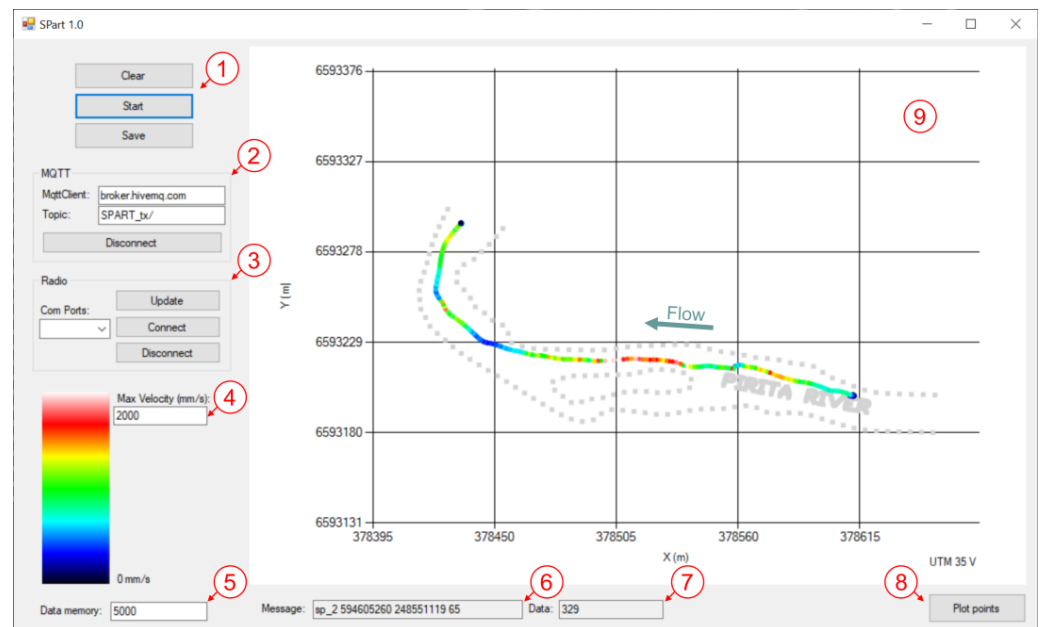 SPart 1.0
Clear
Start
Save
1
2
MQTT
MqttClient: broker.hivemq.com
Topic: SPART_tx/
Disconnect
3
Radio
Com Ports:
Update
Connect
Disconnect
4
Max Velocity (mm/s):
2000
0 mm/s
5
Data memory: 5000
6593376
6593327
6593278
6593229
6593180
6593131
Y (m)
378395 378450 378505 378560 378615
X (m)
UTM 35 V
Flow
PIRITA RIVER
9
6
Message: sp_2 594605260 248551119 65
7
Data: 329
8
Plot points